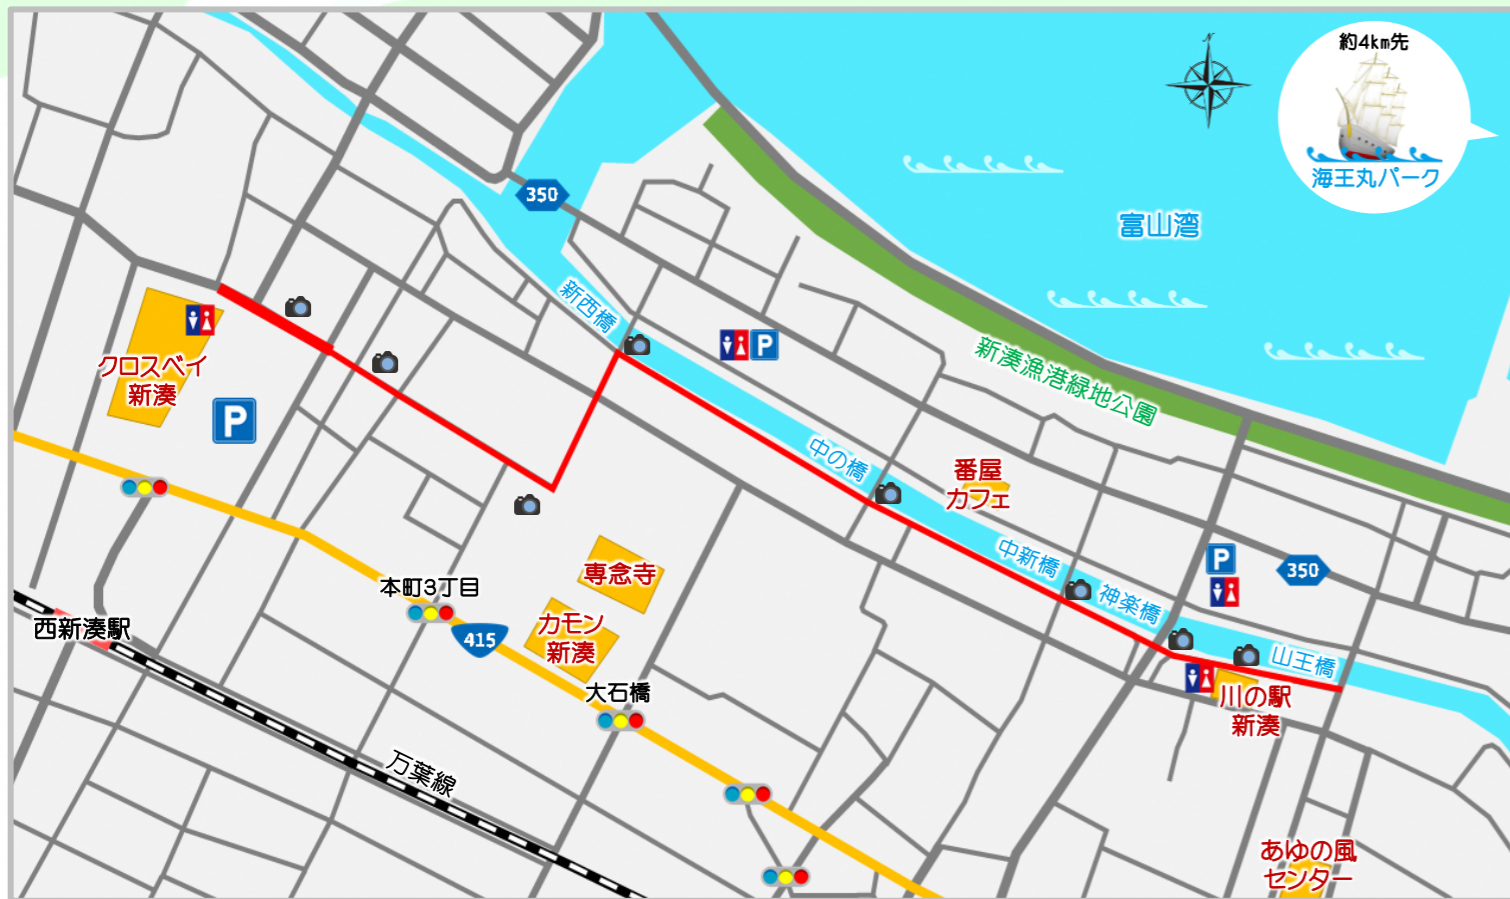 約4km先
N
海王丸パーク
350
富山湾
新西橋
P
クロスベイ
新湊
P
新湊漁港緑地公園
中の橋
番屋
カフェ
中新橋
P
350
専念寺
本町3丁目
神楽橋
西新湊駅
415
カモン
新湊
山王橋
大石橋
川の駅
新湊
万葉線
あゆの風
センター